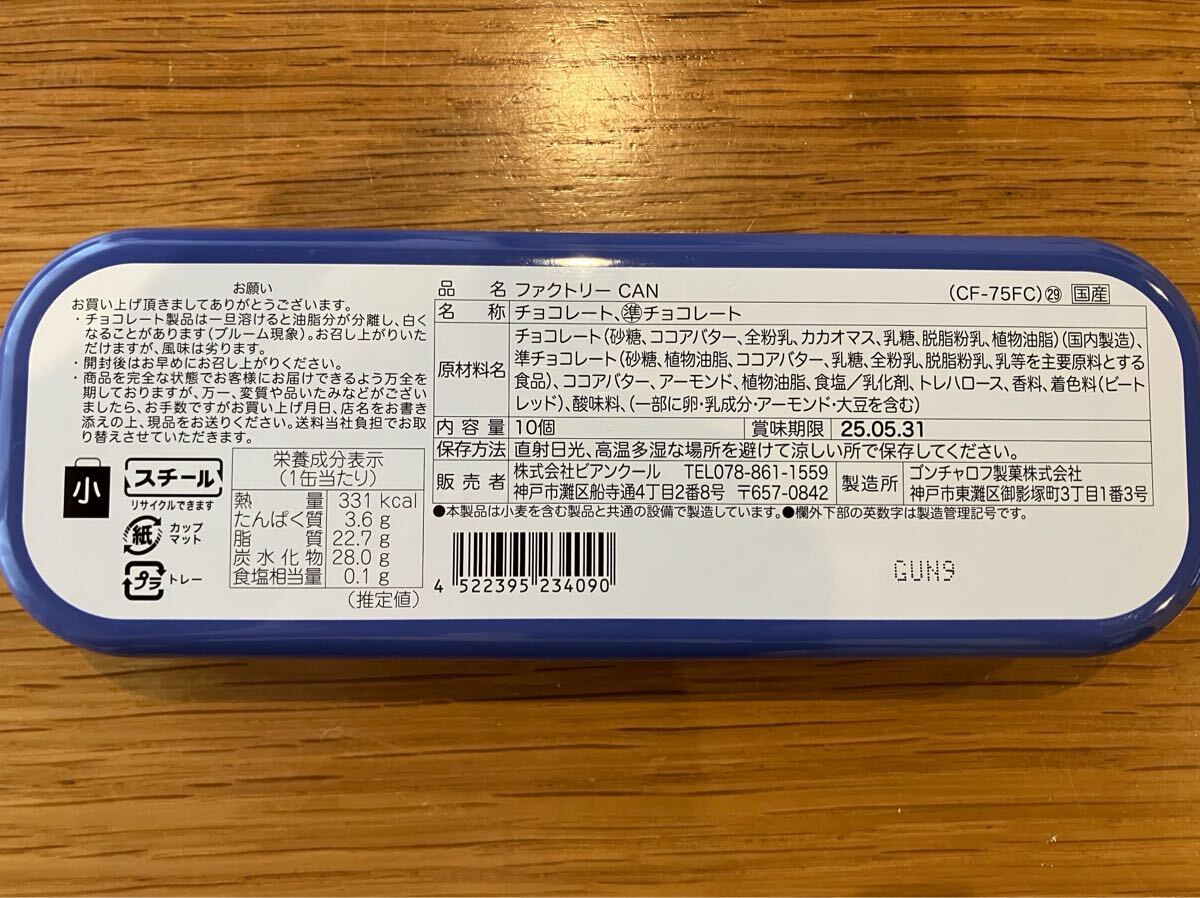 お願い
お買い上げ頂きましてありがとうございます。
・チョコレート製品は一旦溶けると油脂分が分離し、白く
なることがあります(ブルーム現象)。お召し上がりいた
だけますが、風味は劣ります。
・開封後はお早めにお召し上がりください。
・商品を完全な状態でお客様にお届けできるよう万全を
期しておりますが、万一、変質や品いたみなどがござい
ましたら、お手数ですがお買い上げ月日、店名をお書き
添えの上、現品をお送りください。送料当社負担でお取
り替えさせていただきます。
小
スチール
リサイクルできます
紙 カップ
マット
プラ トレー
栄養成分表示
(1缶当たり)
熱量 331 kcal
たんぱく質 3.6 g
脂質 22.7 g
炭水化物 28.0 g
食塩相当量 0.1 g
(推定値)
品名 ファクトリー CAN (CF-75FC)㉙ 国産
名称 チョコレート、準チョコレート
原材料名 チョコレート(砂糖、ココアバター、全粉乳、カカオマス、乳糖、脱脂粉乳、植物油脂)(国内製造)、
準チョコレート(砂糖、植物油脂、ココアバター、乳糖、全粉乳、脱脂粉乳、乳等を主要原料とする
食品)、ココアバター、アーモンド、植物油脂、食塩/乳化剤、トレハロース、香料、着色料(ビート
レッド)、酸味料、(一部に卵・乳成分・アーモンド・大豆を含む)
内容量 10個 賞味期限 25.05.31
保存方法 直射日光、高温多湿な場所を避けて涼しい所で保存してください。
販売者 株式会社ビアンクール TEL078-861-1559
神戸市灘区船寺通4丁目2番8号 〒657-0842
製造所 ゴンチャロフ製菓株式会社
神戸市東灘区御影塚町3丁目1番3号
●本製品は小麦を含む製品と共通の設備で製造しています。●欄外下部の英数字は製造管理記号です。
4 522395 234090
GUN9